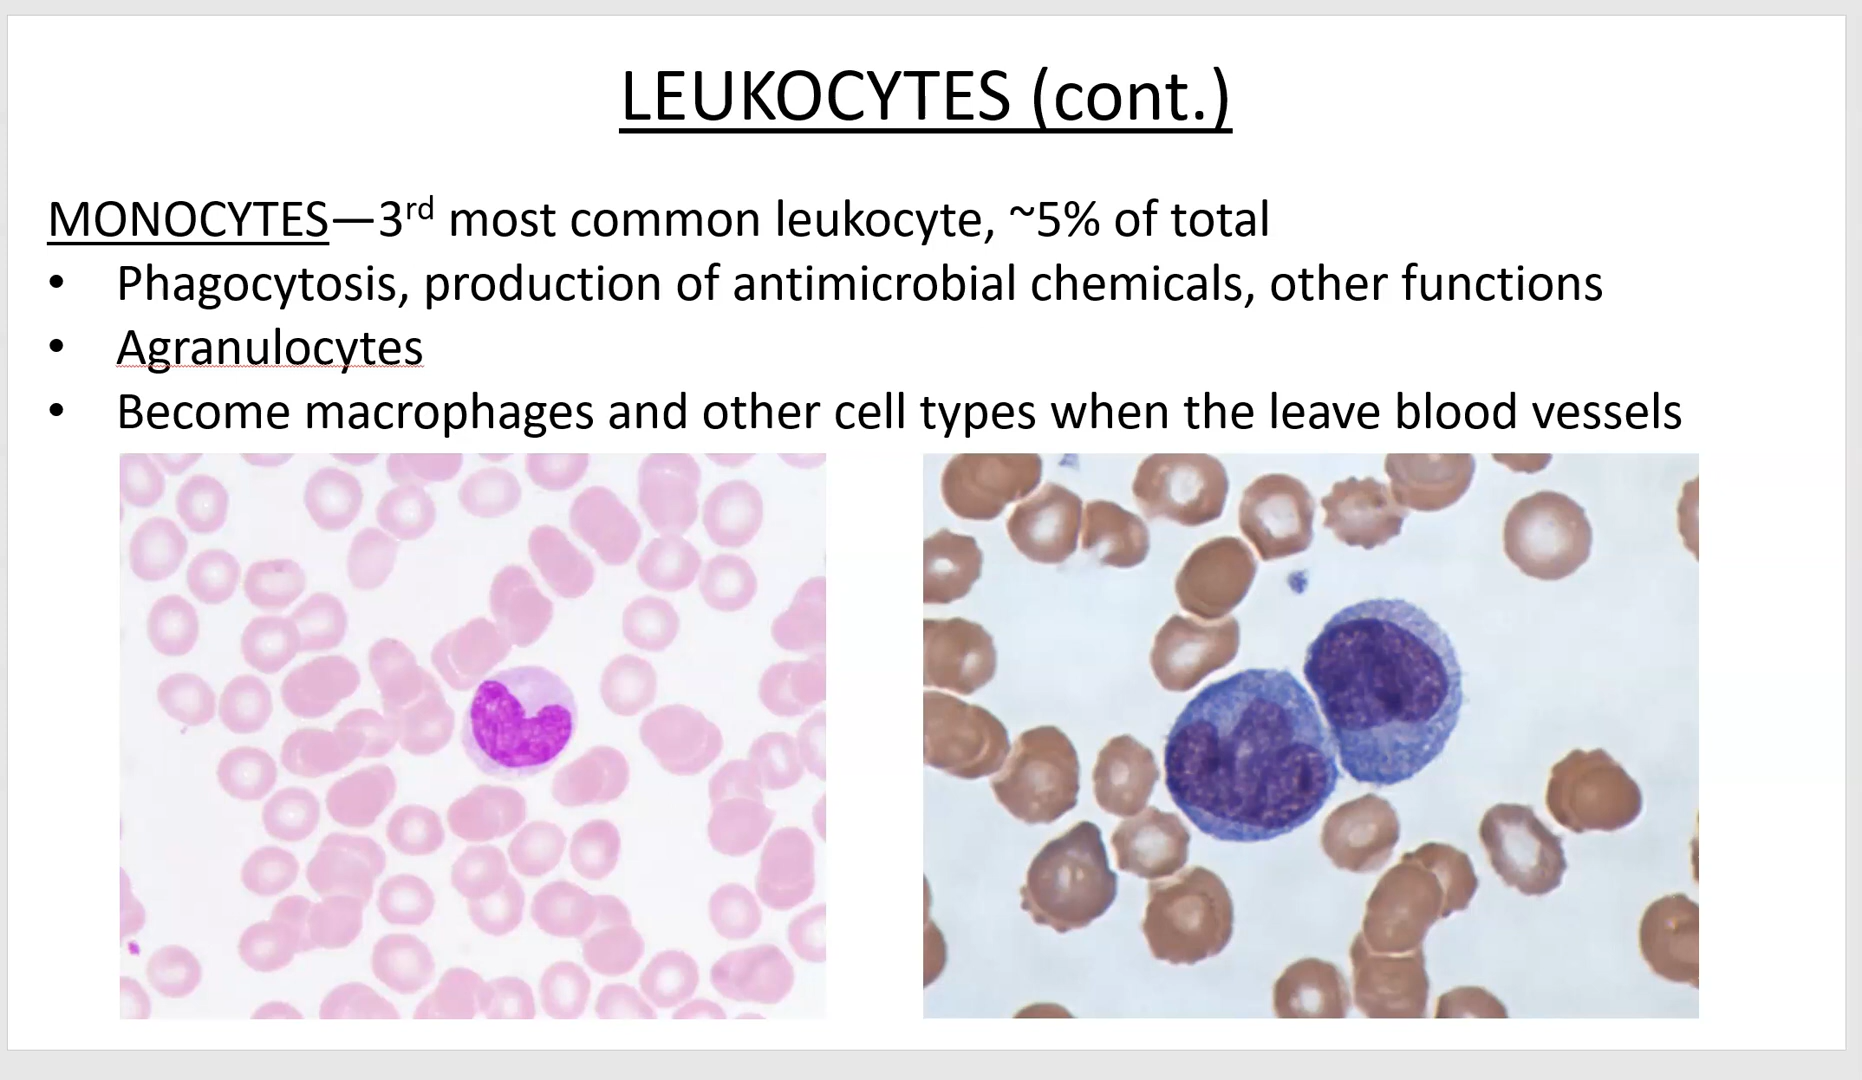 LEUKOCYTES (cont.)
MONOCYTES—3rd most common leukocyte, ~5% of total
• Phagocytosis, production of antimicrobial chemicals, other functions
• Agranulocytes
• Become macrophages and other cell types when the leave blood vessels